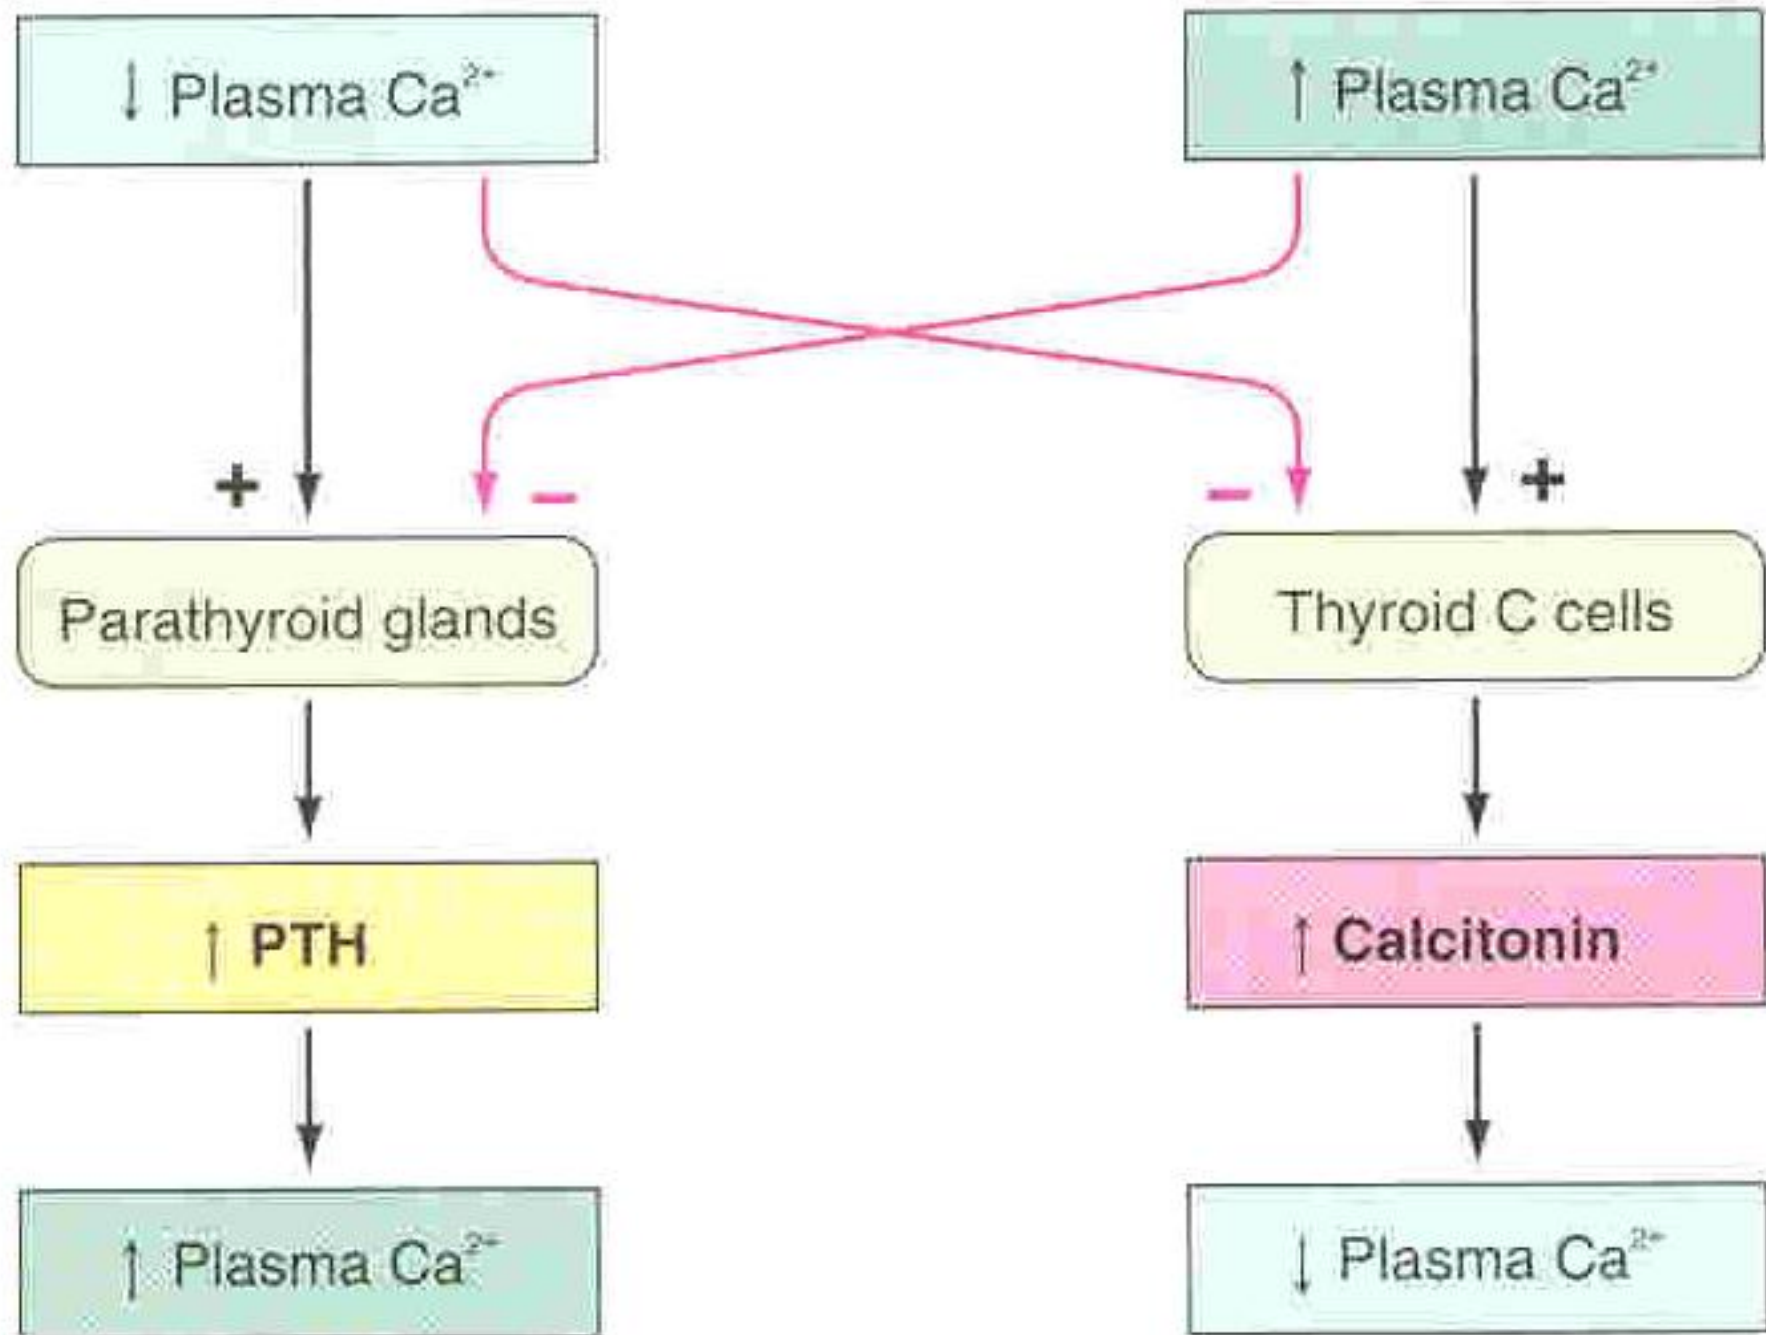 ↓ Plasma Ca²⁺
↑ Plasma Ca²⁺
+
−
−
+
Parathyroid glands
Thyroid C cells
↑ PTH
↑ Calcitonin
↑ Plasma Ca²⁺
↓ Plasma Ca²⁺